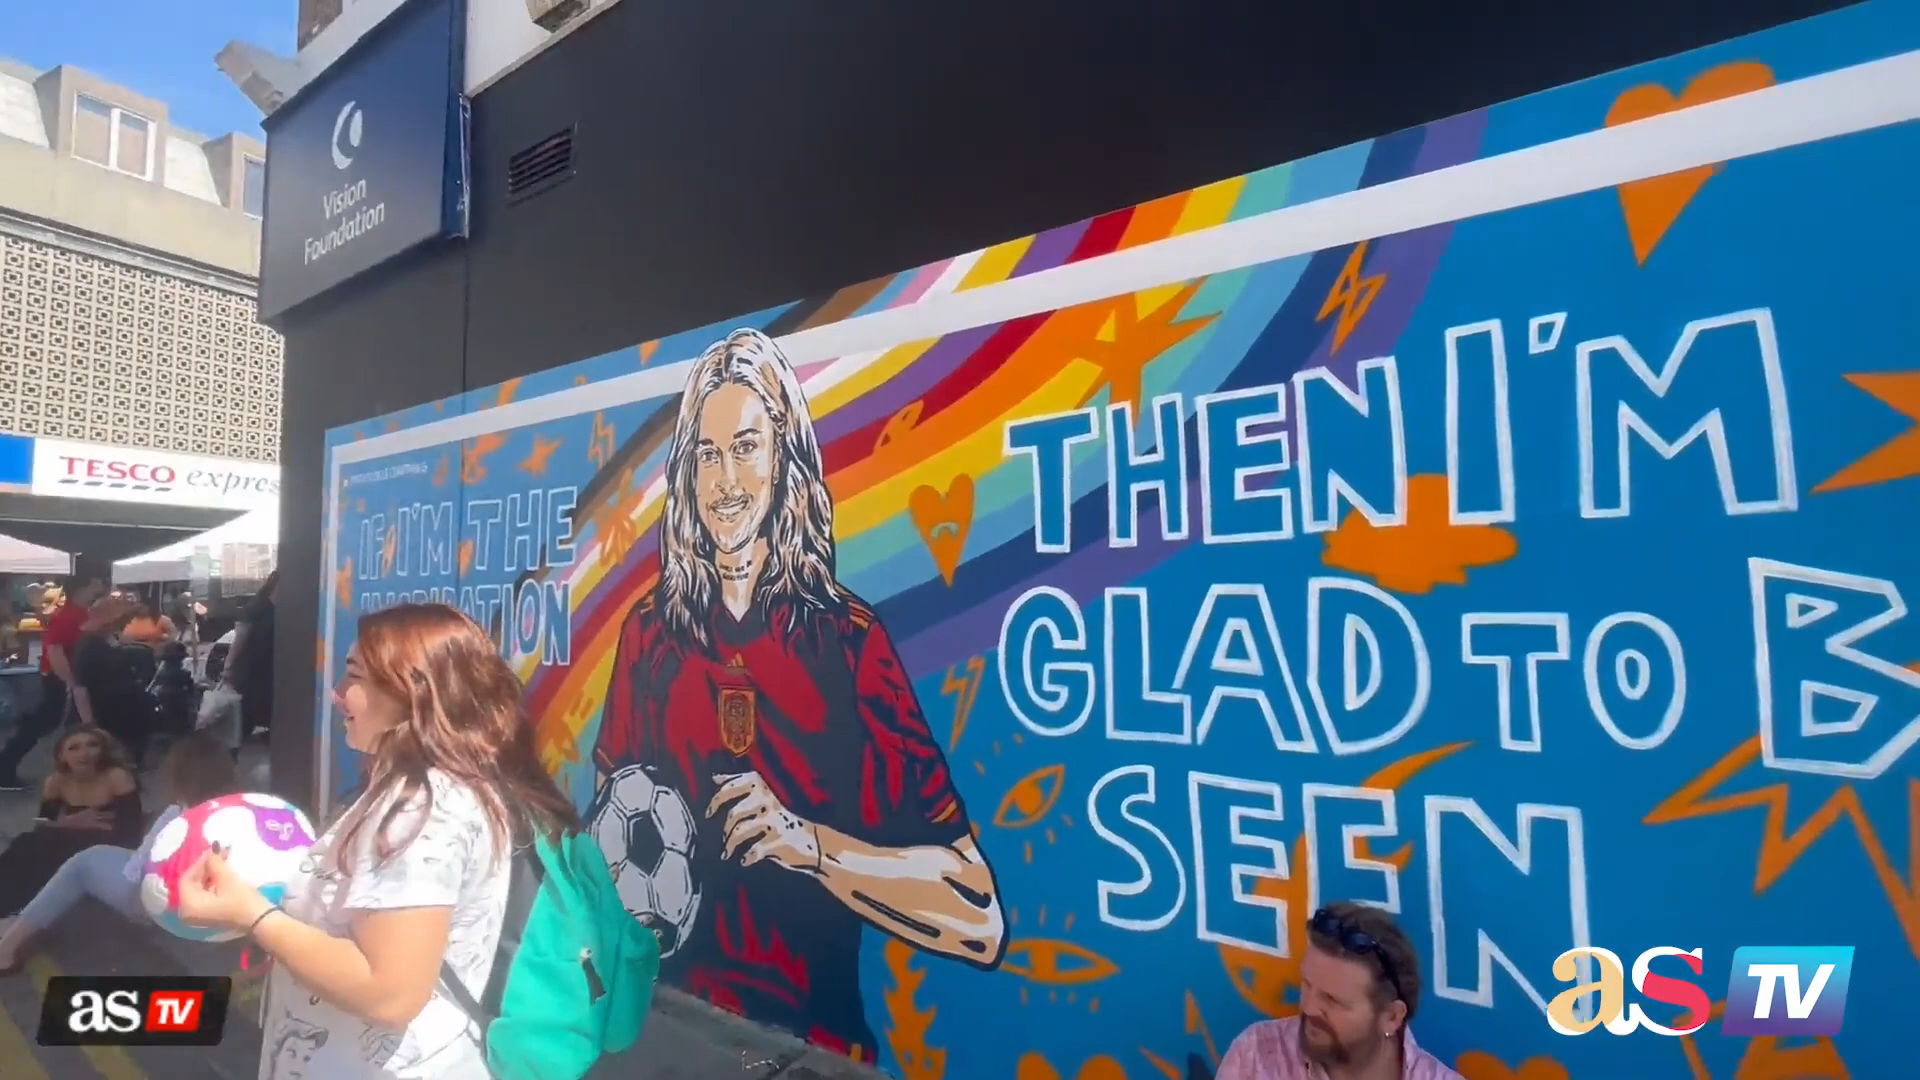 Vision
Foundation
TESCO express
IF I'M THE
THEN I'M
GLAD TO B
SEEN
as TV
as TV